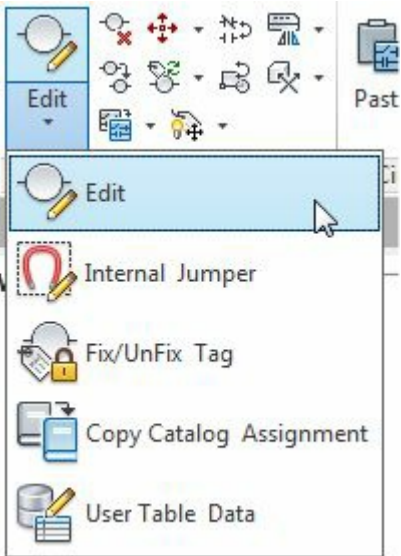 Edit
Past
Edit
Internal Jumper
Fix/UnFix Tag
Copy Catalog Assignment
User Table Data